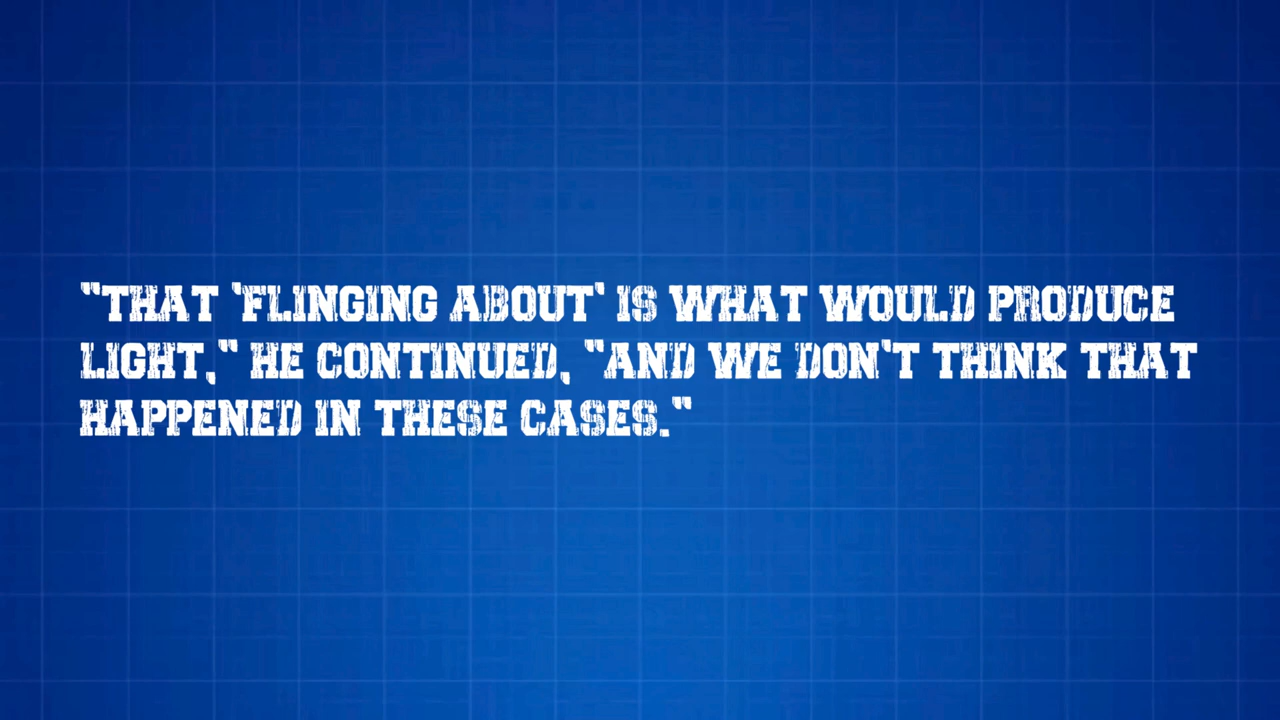 "THAT 'FLINGING ABOUT' IS WHAT WOULD PRODUCE
LIGHT," HE CONTINUED, "AND WE DON'T THINK THAT
HAPPENED IN THESE CASES."